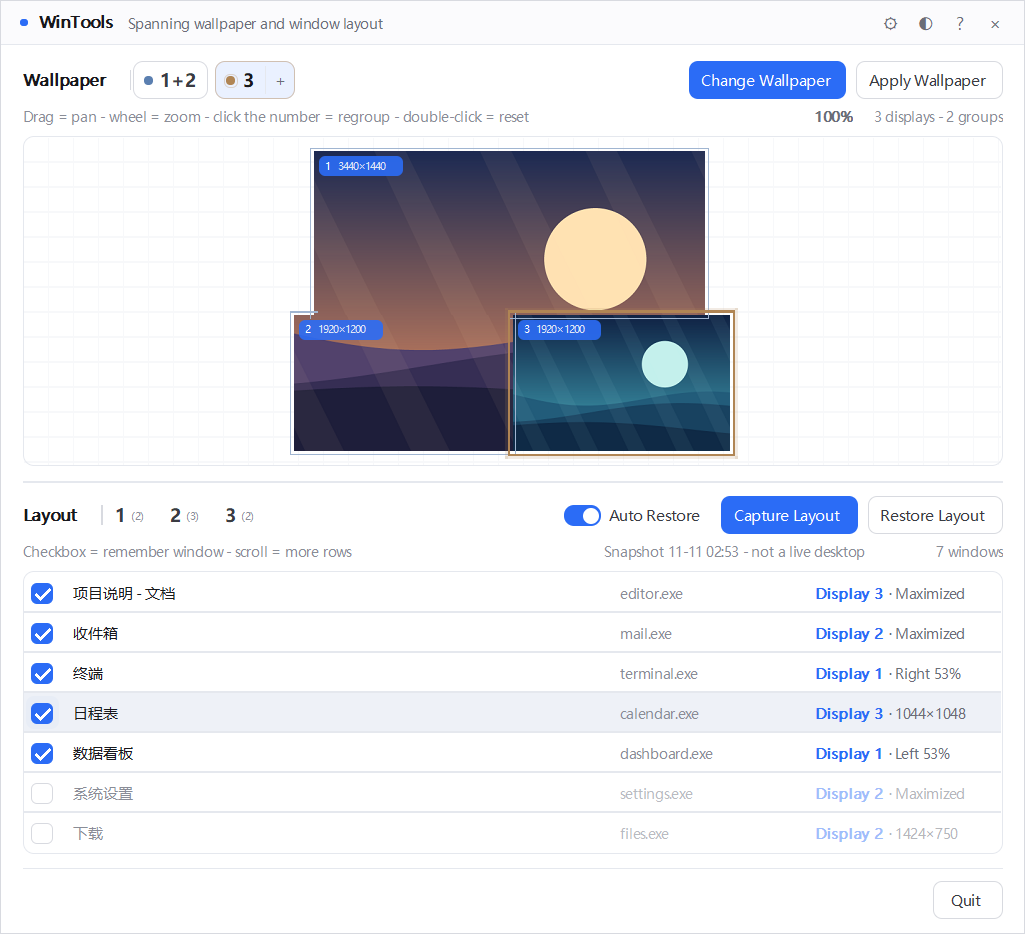 WinTools Spanning wallpaper and window layout ?
Wallpaper 1+2 3 + Change Wallpaper Apply Wallpaper
Drag = pan - wheel = zoom - click the number = regroup - double-click = reset 100% 3 displays - 2 groups
1 3440×1440
2 1920×1200 3 1920×1200
Layout 1 (2) 2 (3) 3 (2) Auto Restore Capture Layout Restore Layout
Checkbox = remember window - scroll = more rows Snapshot 11-11 02:53 - not a live desktop 7 windows
项目说明 - 文档 editor.exe Display 3 · Maximized
收件箱 mail.exe Display 2 · Maximized
终端 terminal.exe Display 1 · Right 53%
日程表 calendar.exe Display 3 · 1044×1048
数据看板 dashboard.exe Display 1 · Left 53%
系统设置 settings.exe Display 2 · Maximized
下载 files.exe Display 2 · 1424×750
Quit